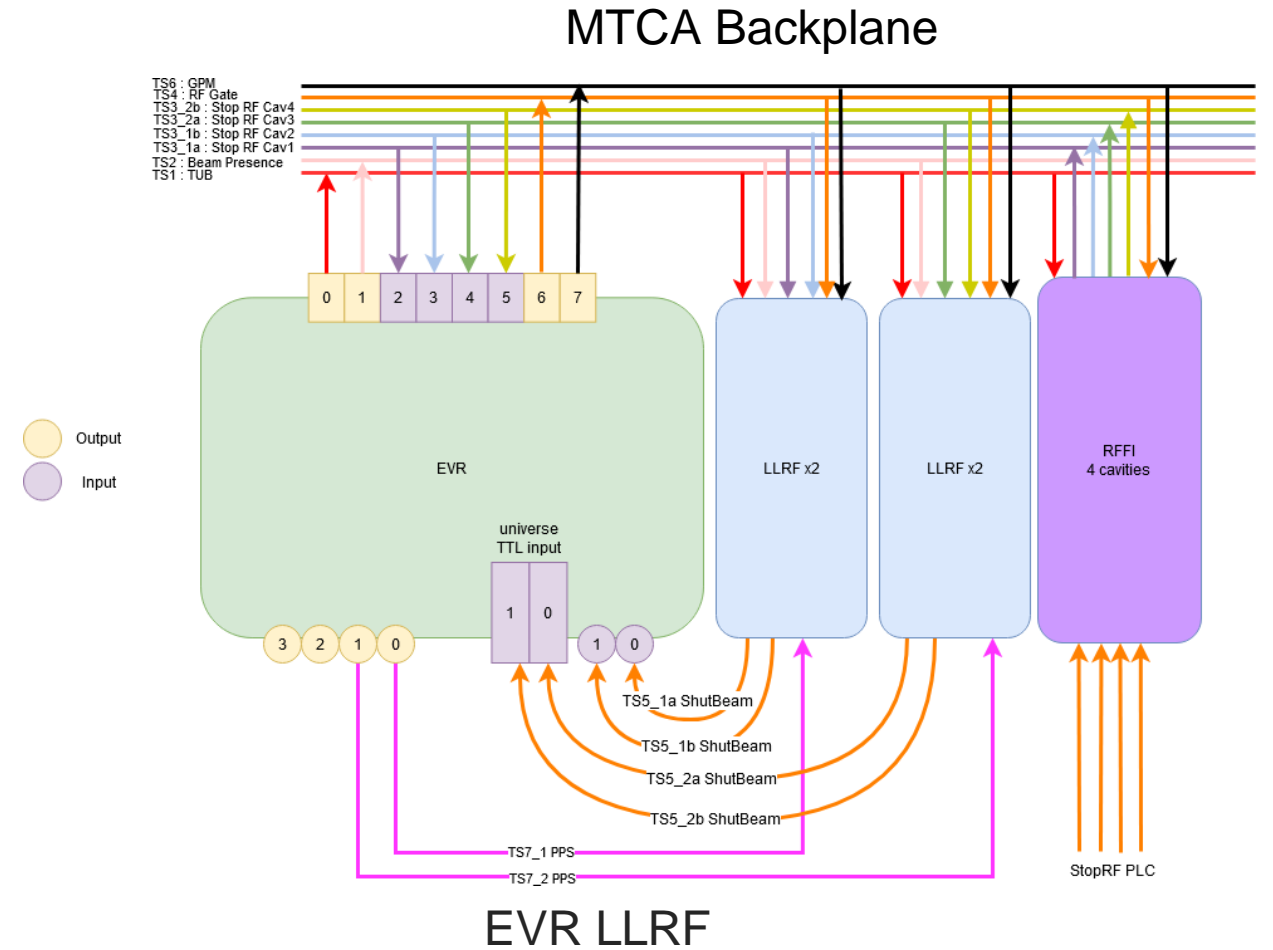 MTCA Backplane
TS6 : GPM
TS4 : RF Gate
TS3_2b : Stop RF Cav4
TS3_2a : Stop RF Cav3
TS3_1b : Stop RF Cav2
TS3_1a : Stop RF Cav1
TS2 : Beam Presence
TS1 : TUB
0 1 2 3 4 5 6 7
Output
Input
EVR
LLRF x2
LLRF x2
RFFI
4 cavities
universe
TTL input
1 0
3 2 1 0
1 0
TS5_1a ShutBeam
TS5_1b ShutBeam
TS5_2a ShutBeam
TS5_2b ShutBeam
TS7_1 PPS
TS7_2 PPS
StopRF PLC
EVR LLRF